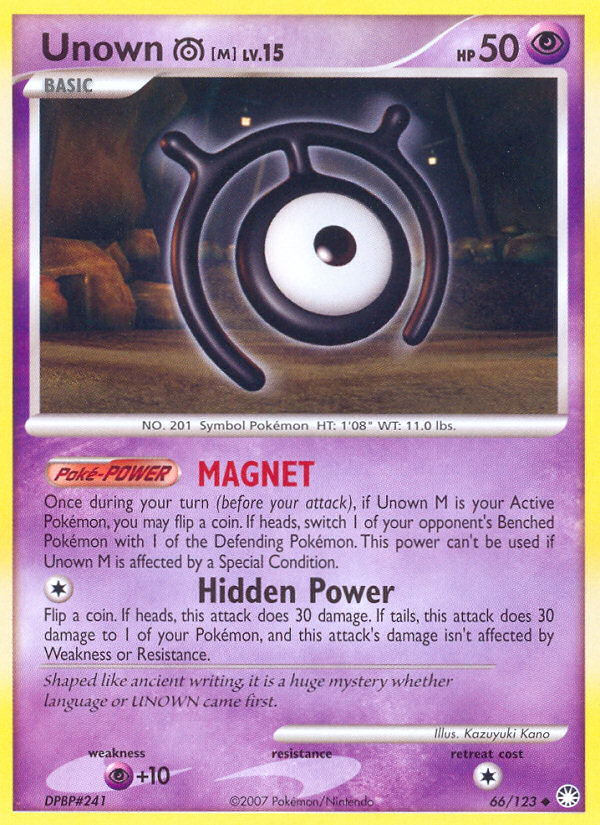 Unown [M] LV.15 HP 50
BASIC
NO. 201 Symbol Pokémon HT: 1'08" WT: 11.0 lbs.
Poké-POWER MAGNET
Once during your turn (before your attack), if Unown M is your Active
Pokémon, you may flip a coin. If heads, switch 1 of your opponent's Benched
Pokémon with 1 of the Defending Pokémon. This power can't be used if
Unown M is affected by a Special Condition.
Hidden Power
Flip a coin. If heads, this attack does 30 damage. If tails, this attack does 30
damage to 1 of your Pokémon, and this attack's damage isn't affected by
Weakness or Resistance.
Shaped like ancient writing, it is a huge mystery whether
language or UNOWN came first.
Illus. Kazuyuki Kano
weakness resistance retreat cost
+10
DPBP#241 ©2007 Pokémon/Nintendo 66/123